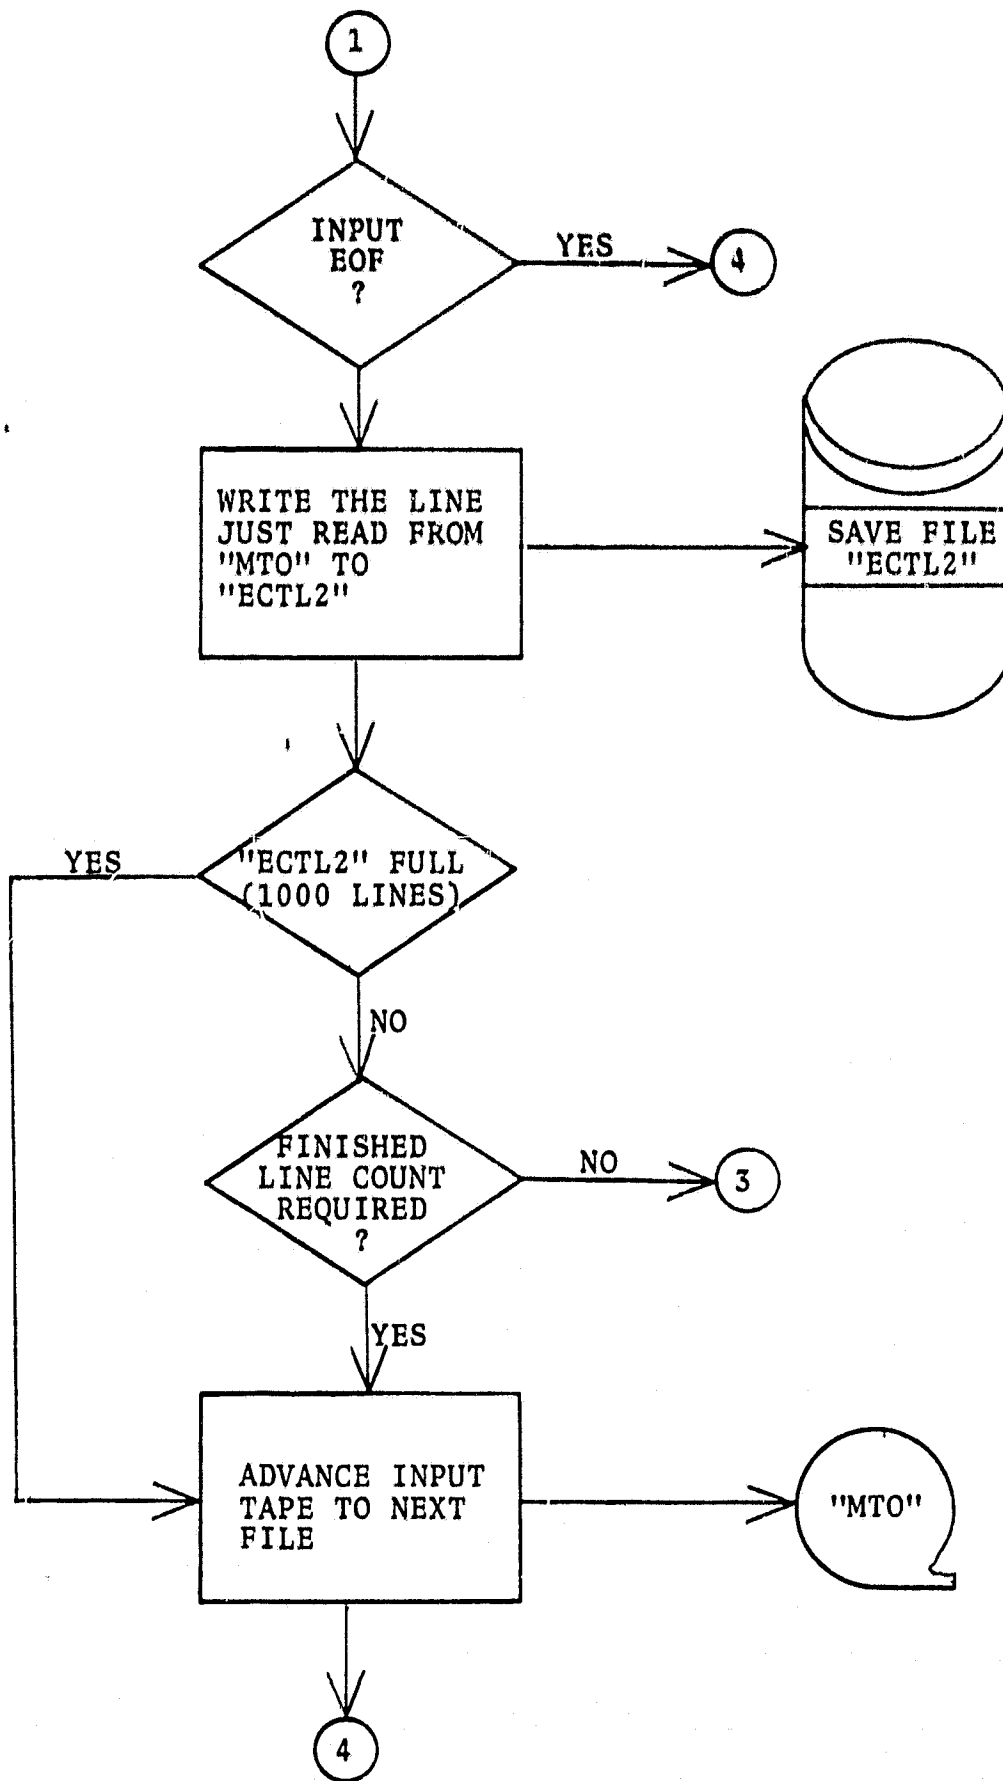 1
INPUT
EOF
?
YES
4
WRITE THE LINE
JUST READ FROM
"MTO" TO
"ECTL2"
SAVE FILE
"ECTL2"
YES
"ECTL2" FULL
(1000 LINES)
NO
FINISHED
LINE COUNT
REQUIRED
?
NO
3
YES
ADVANCE INPUT
TAPE TO NEXT
FILE
"MTO"
4